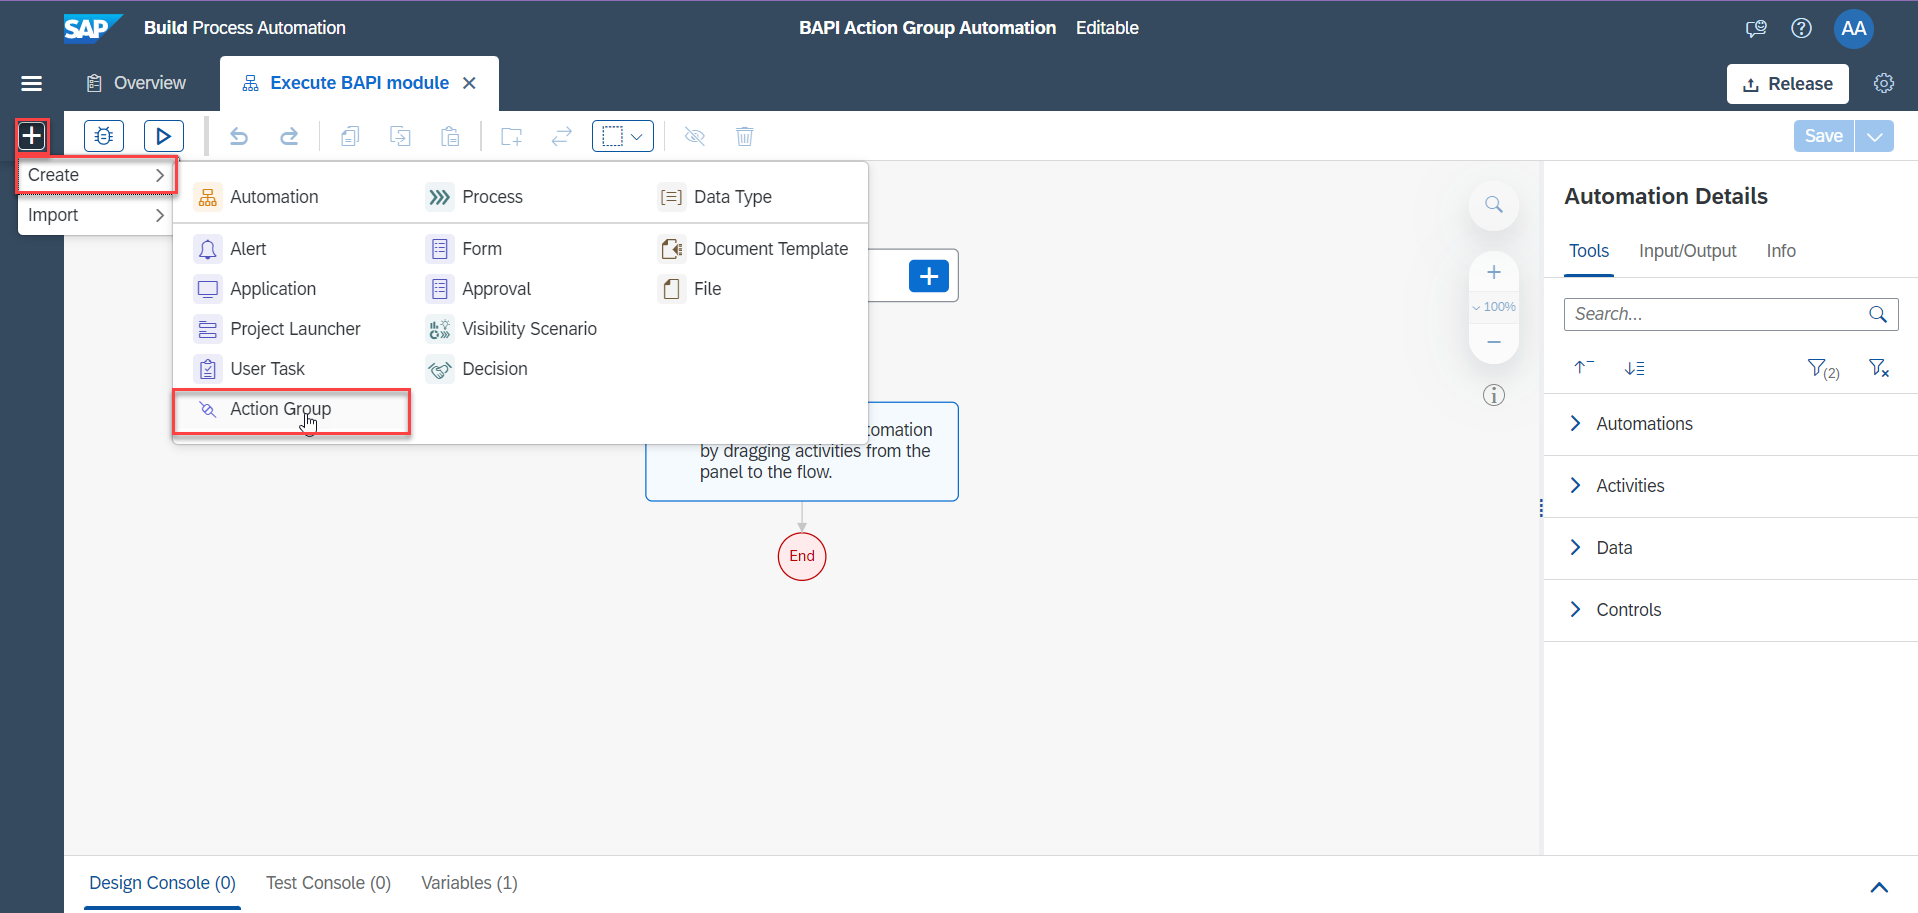 SAP
Build Process Automation
BAPI Action Group Automation Editable
AA
Overview
Execute BAPI module
Release
Save
Create
Import
Automation
Process
Data Type
Alert
Form
Document Template
Application
Approval
File
Project Launcher
Visibility Scenario
User Task
Decision
Action Group
by dragging activities from the
panel to the flow.
End
100%
Automation Details
Tools
Input/Output
Info
Search...
(2)
Automations
Activities
Data
Controls
Design Console (0)
Test Console (0)
Variables (1)